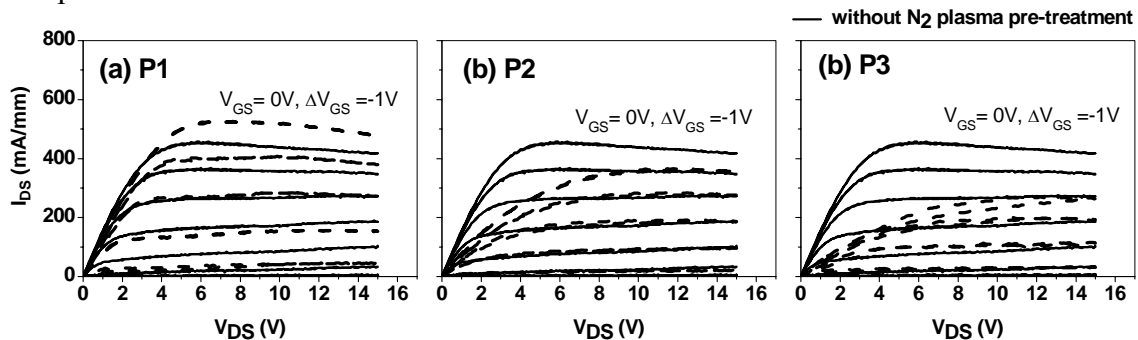 — without N2 plasma pre-treatment
(a) P1
(b) P2
(b) P3
VGS= 0V, ΔVGS =-1V
VGS= 0V, ΔVGS =-1V
VGS= 0V, ΔVGS =-1V
IDS (mA/mm)
800
600
400
200
0
0 2 4 6 8 10 12 14 16
0 2 4 6 8 10 12 14 16
0 2 4 6 8 10 12 14 16
VDS (V)
VDS (V)
VDS (V)